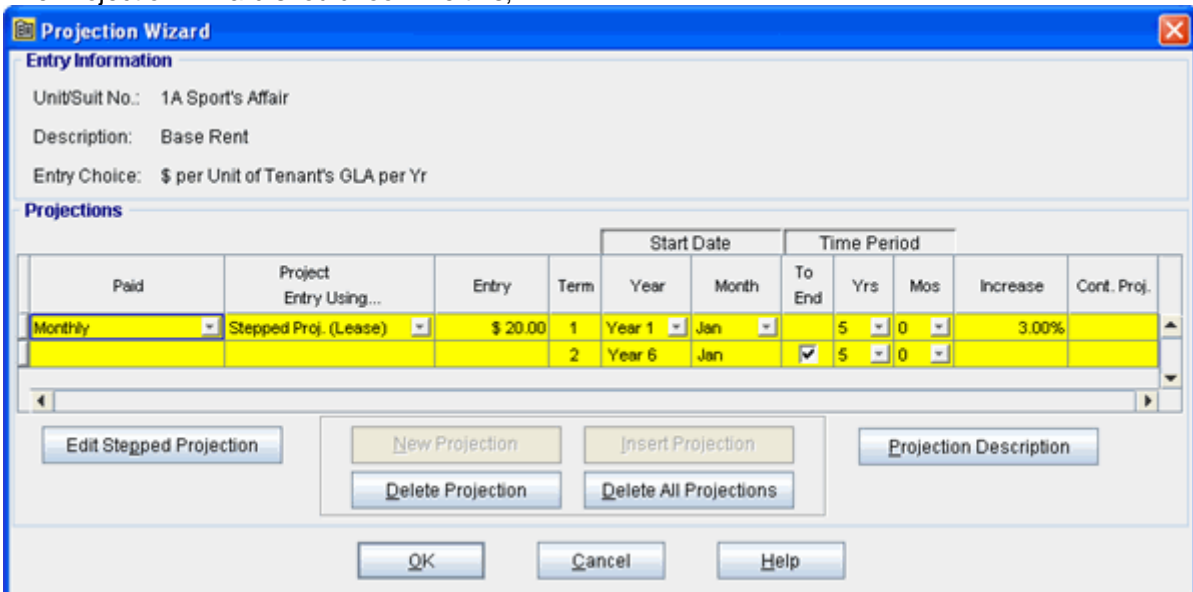 Projection Wizard
Entry Information
Unit/Suit No.: 1A Sport's Affair
Description: Base Rent
Entry Choice: $ per Unit of Tenant's GLA per Yr
Projections
Start Date Time Period
Paid Project Entry Using... Entry Term Year Month To End Yrs Mos Increase Cont. Proj.
Monthly Stepped Proj. (Lease) $ 20.00 1 Year 1 Jan 5 0 3.00%
2 Year 6 Jan 5 0
Edit Stepped Projection New Projection Insert Projection Projection Description
Delete Projection Delete All Projections
OK Cancel Help